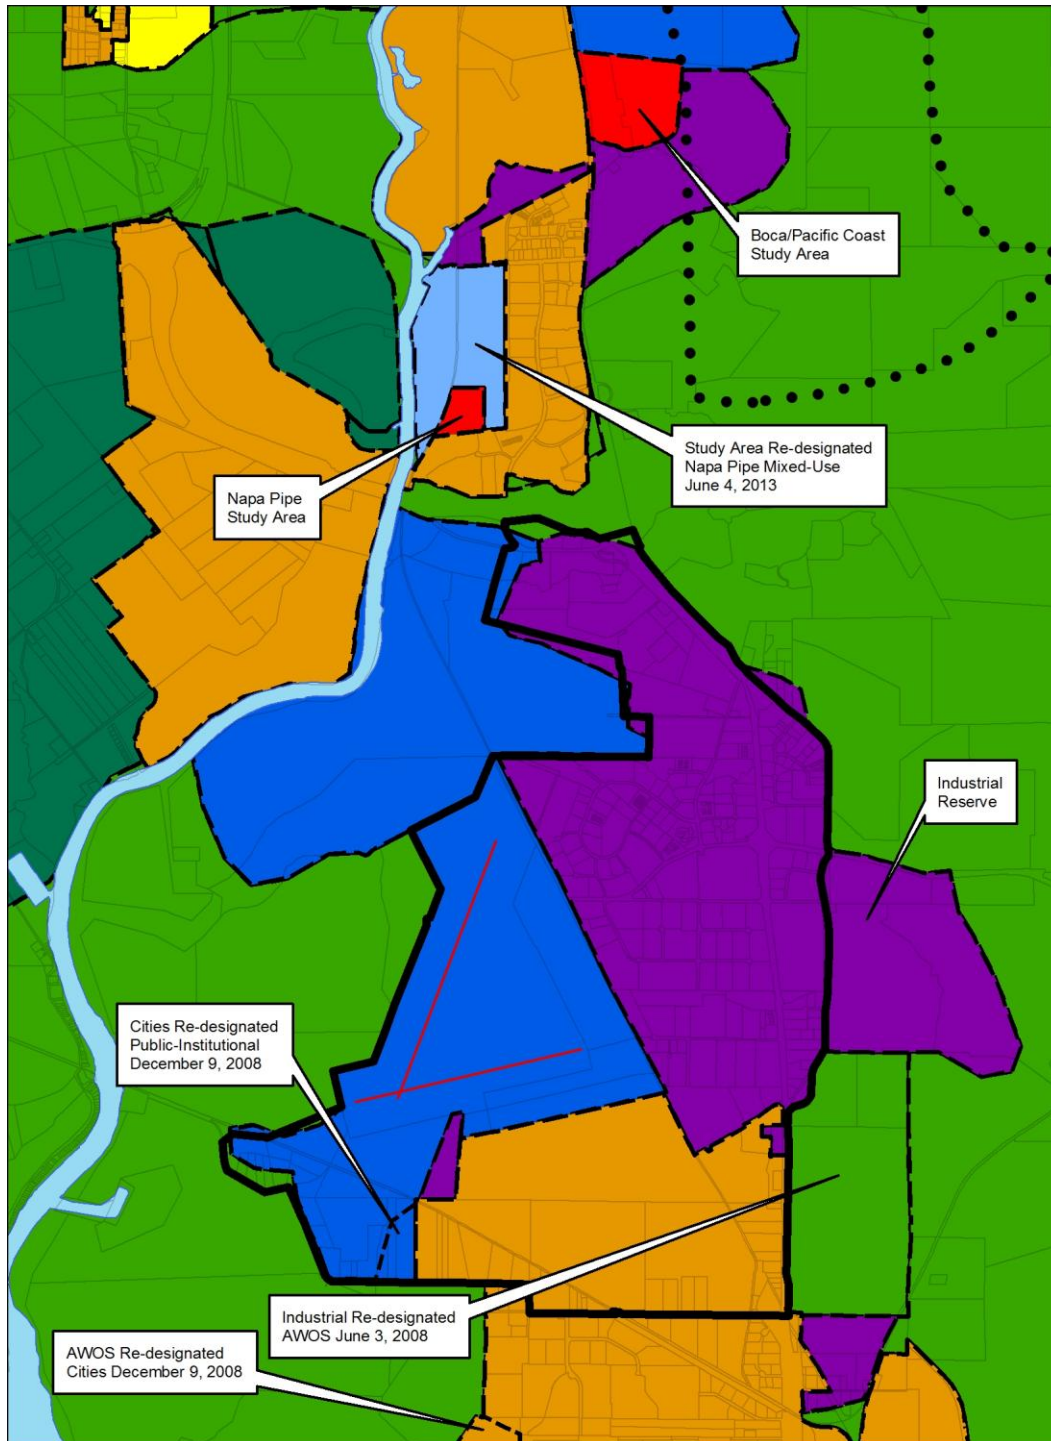 Boca/Pacific Coast
Study Area
Study Area Re-designated
Napa Pipe Mixed-Use
June 4, 2013
Napa Pipe
Study Area
Industrial
Reserve
Cities Re-designated
Public-Institutional
December 9, 2008
Industrial Re-designated
AWOS June 3, 2008
AWOS Re-designated
Cities December 9, 2008